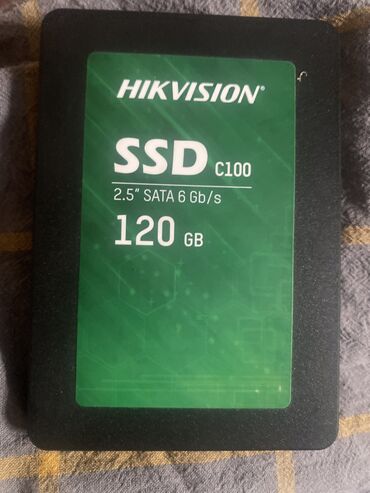 HIKVISION®
SSD C100
2.5" SATA 6 Gb/s
120 GB